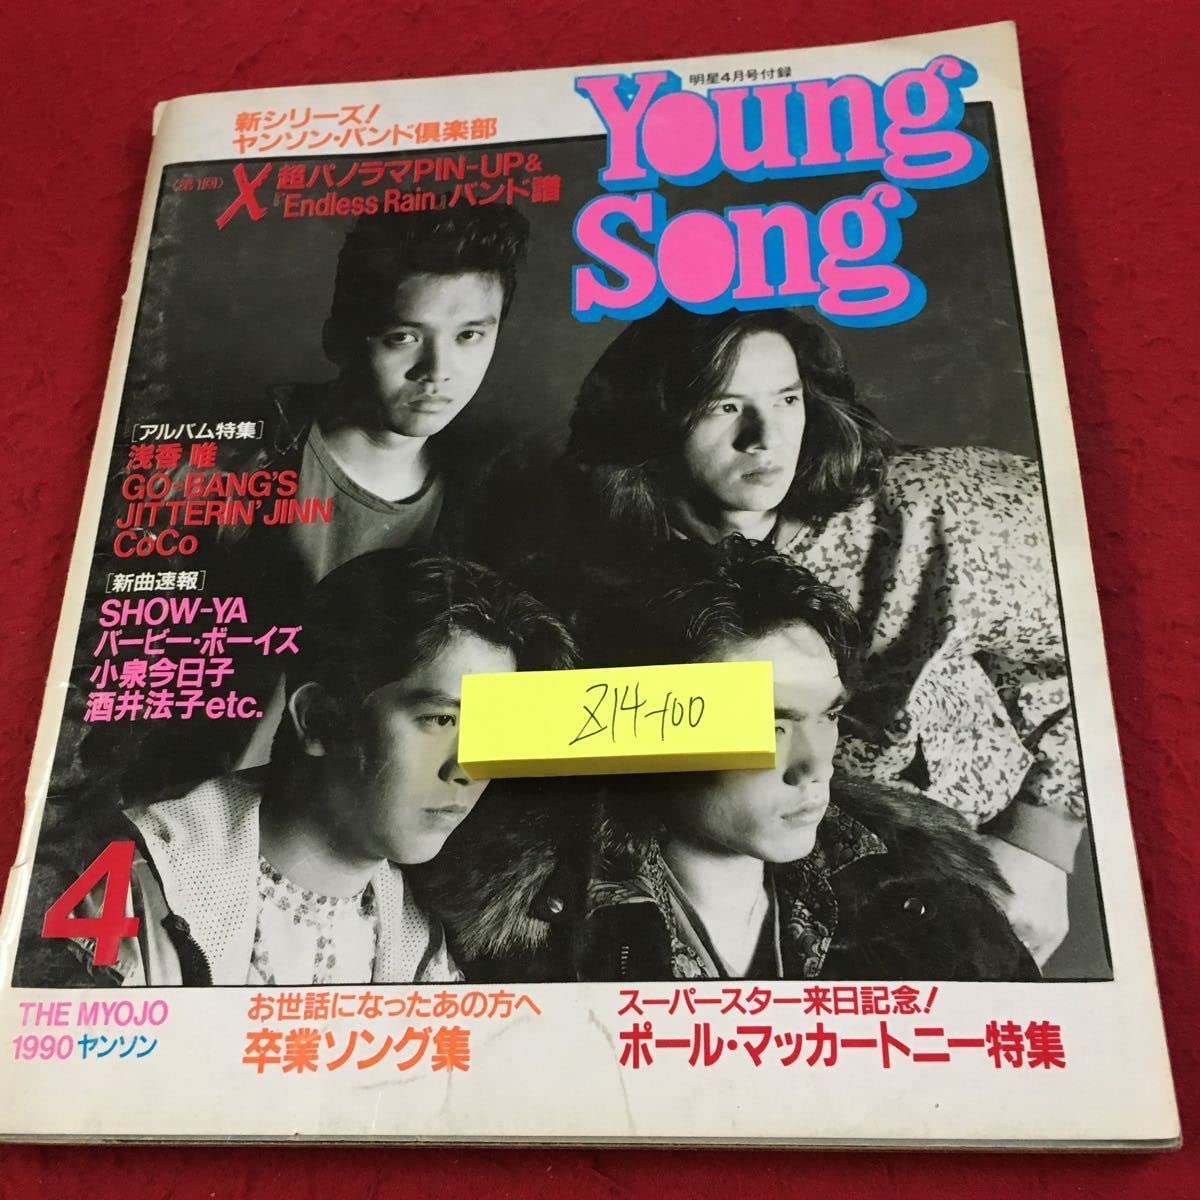 明星4月号付録
Young
Song
新シリーズ!
ヤンソン・バンド倶楽部
〈第1回〉 X 超パノラマPIN-UP&
『Endless Rain』バンド譜
[アルバム特集]
浅香 唯
GO-BANG'S
JITTERIN'JINN
CoCo
[新曲速報]
SHOW-YA
バービー・ボーイズ
小泉今日子
酒井法子etc.
Z14-100
4
THE MYOJO
1990 ヤンソン
お世話になったあの方へ
卒業ソング集
スーパースター来日記念!
ポール・マッカートニー特集